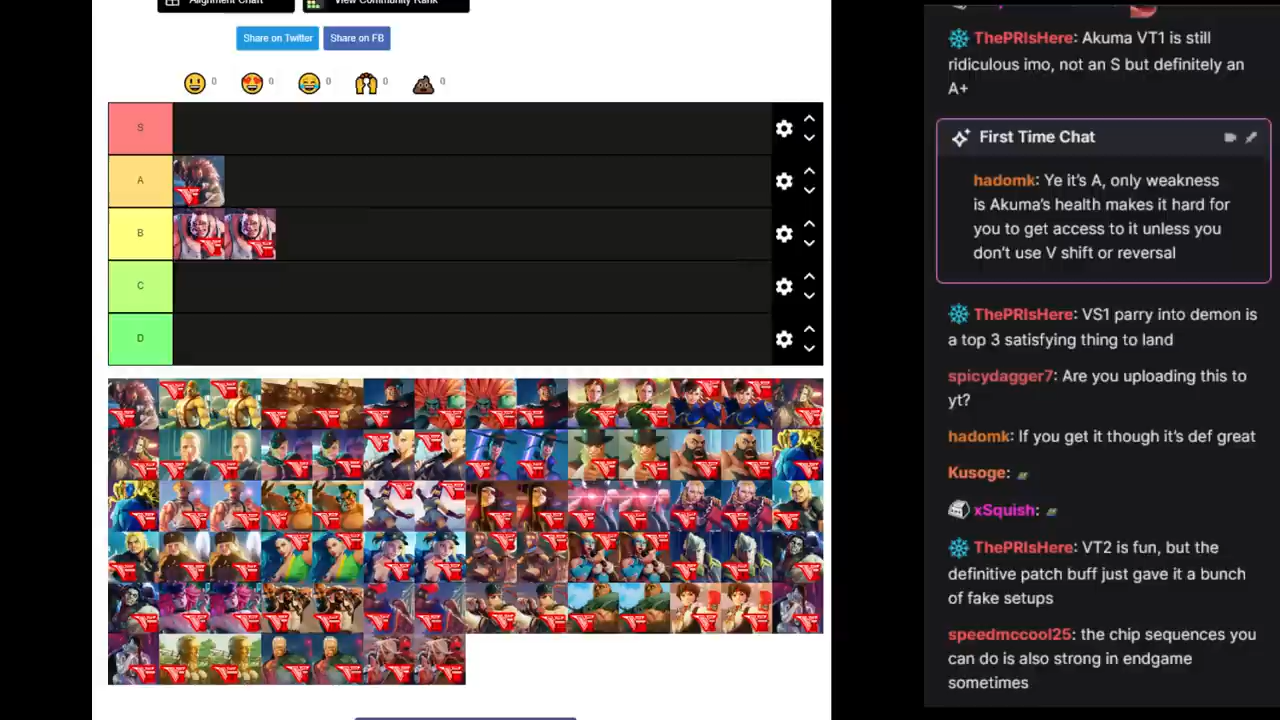 Alignment Chart
View Community Rank
Share on Twitter
Share on FB
0
0
0
0
0
S
A
B
C
D
ThePRIsHere: Akuma VT1 is still
ridiculous imo, not an S but definitely an
A+
First Time Chat
hadomk: Ye it's A, only weakness
is Akuma's health makes it hard for
you to get access to it unless you
don't use V shift or reversal
ThePRIsHere: VS1 parry into demon is
a top 3 satisfying thing to land
spicydagger7: Are you uploading this to
yt?
hadomk: If you get it though it's def great
Kusoge:
xSquish:
ThePRIsHere: VT2 is fun, but the
definitive patch buff just gave it a bunch
of fake setups
speedmccool25: the chip sequences you
can do is also strong in endgame
sometimes